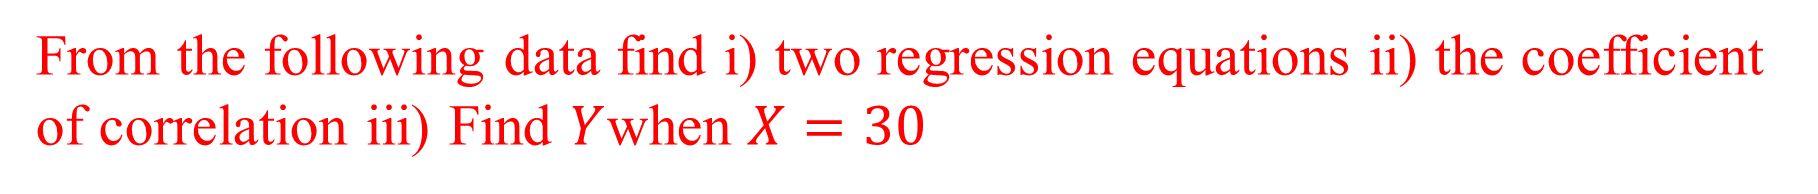 From the following data find i) two regression equations ii) the coefficient
of correlation iii) Find Y when X = 30